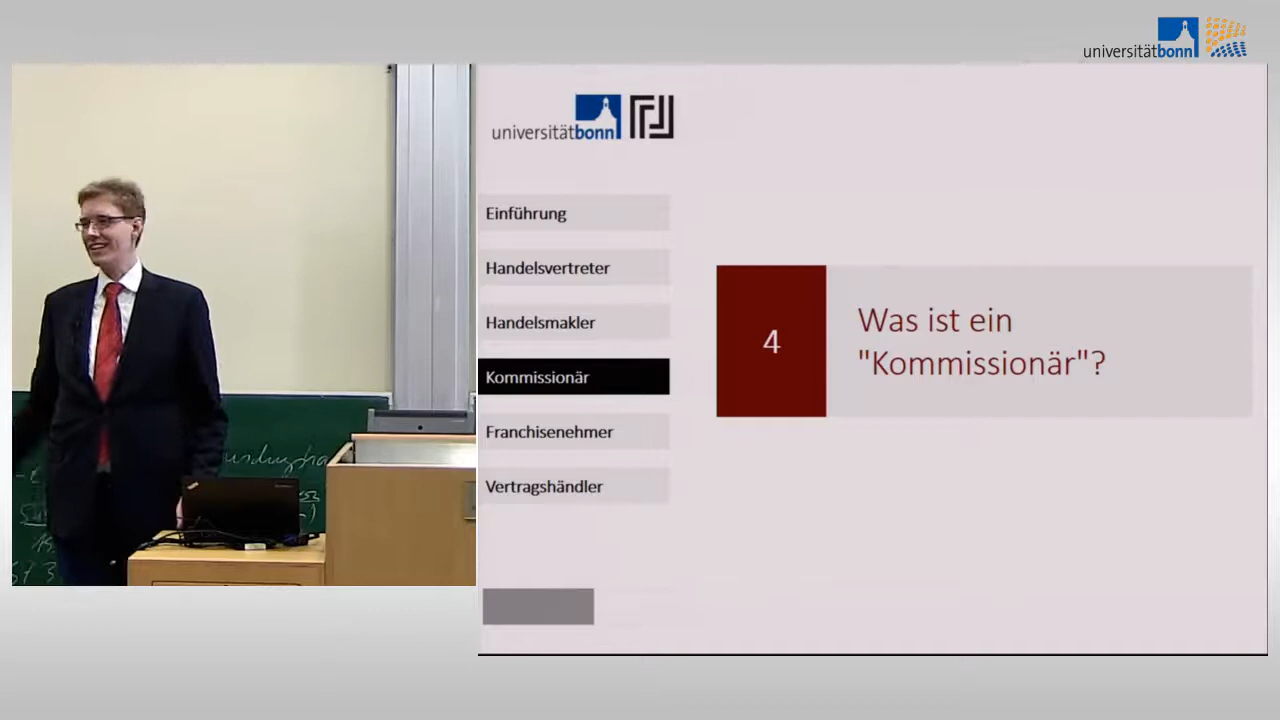 universitätbonn
universitätbonn
Einführung
Handelsvertreter
Handelsmakler
Kommissionär
Franchisenehmer
Vertragshändler
4
Was ist ein
"Kommissionär"?